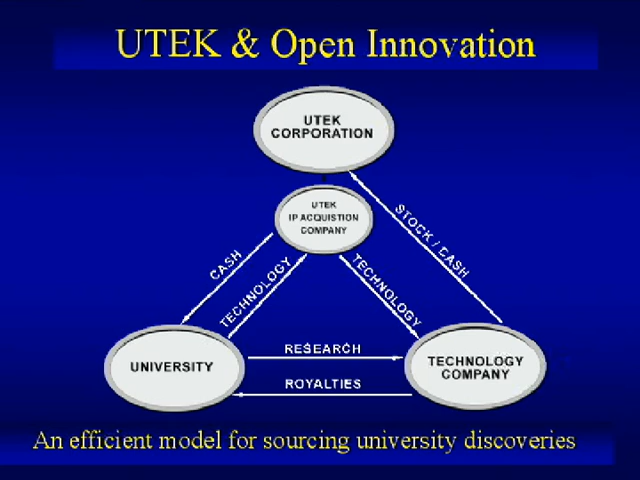 UTEK & Open Innovation
UTEK
CORPORATION
UTEK
IP ACQUISTION
COMPANY
STOCK / CASH
CASH
TECHNOLOGY
TECHNOLOGY
UNIVERSITY
RESEARCH
ROYALTIES
TECHNOLOGY
COMPANY
An efficient model for sourcing university discoveries